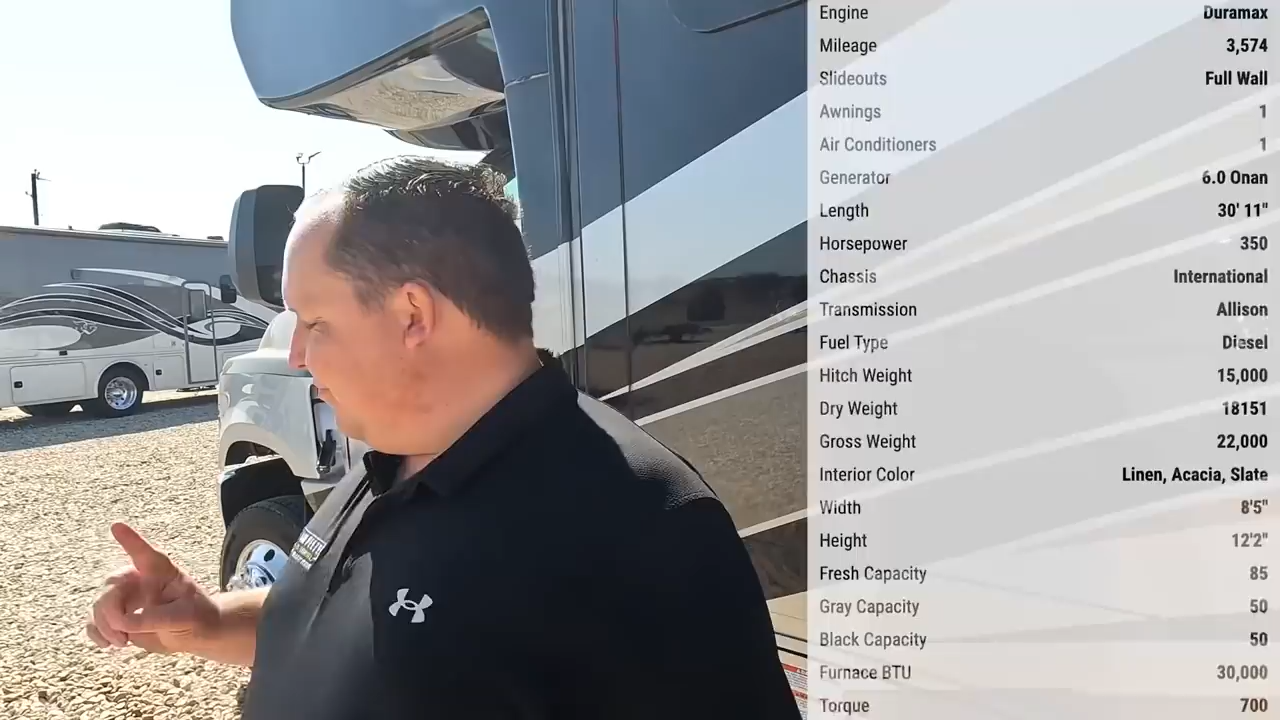 Engine Duramax
Mileage 3,574
Slideouts Full Wall
Awnings 1
Air Conditioners 1
Generator 6.0 Onan
Length 30' 11"
Horsepower 350
Chassis International
Transmission Allison
Fuel Type Diesel
Hitch Weight 15,000
Dry Weight 18151
Gross Weight 22,000
Interior Color Linen, Acacia, Slate
Width 8'5"
Height 12'2"
Fresh Capacity 85
Gray Capacity 50
Black Capacity 50
Furnace BTU 30,000
Torque 700